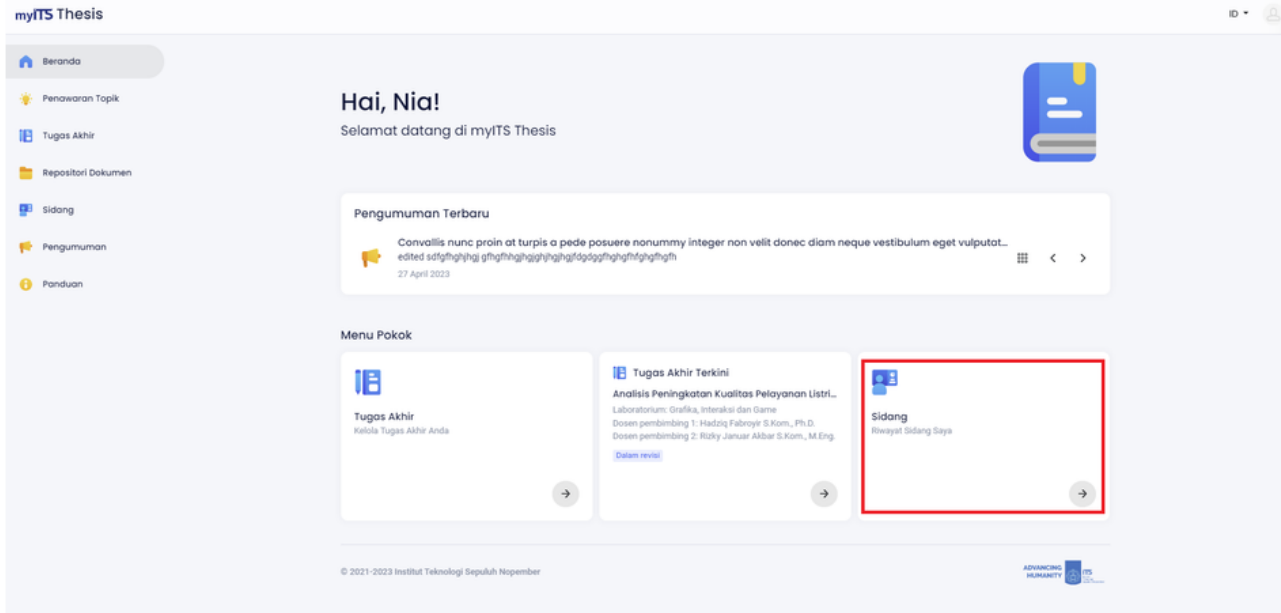 myITS Thesis
ID
Beranda
Penawaran Topik
Tugas Akhir
Repositori Dokumen
Sidang
Pengumuman
Panduan
Hai, Nia!
Selamat datang di myITS Thesis
Pengumuman Terbaru
Convallis nunc proin at turpis a pede posuere nonummy integer non velit donec diam neque vestibulum eget vulputat...
edited
27 April 2023
Menu Pokok
Tugas Akhir
Kelola Tugas Akhir Anda
Tugas Akhir Terkini
Analisis Peningkatan Kualitas Pelayanan Listri...
Laboratorium: Grafika, Interaksi dan Game
Dosen pembimbing 1: Hadziq Fabroyir S.Kom., Ph.D.
Dosen pembimbing 2: Rizky Januar Akbar S.Kom., M.Eng.
Dalam revisi
Sidang
Riwayat Sidang Saya
© 2021-2023 Institut Teknologi Sepuluh Nopember
ADVANCING
HUMANITY
ITS